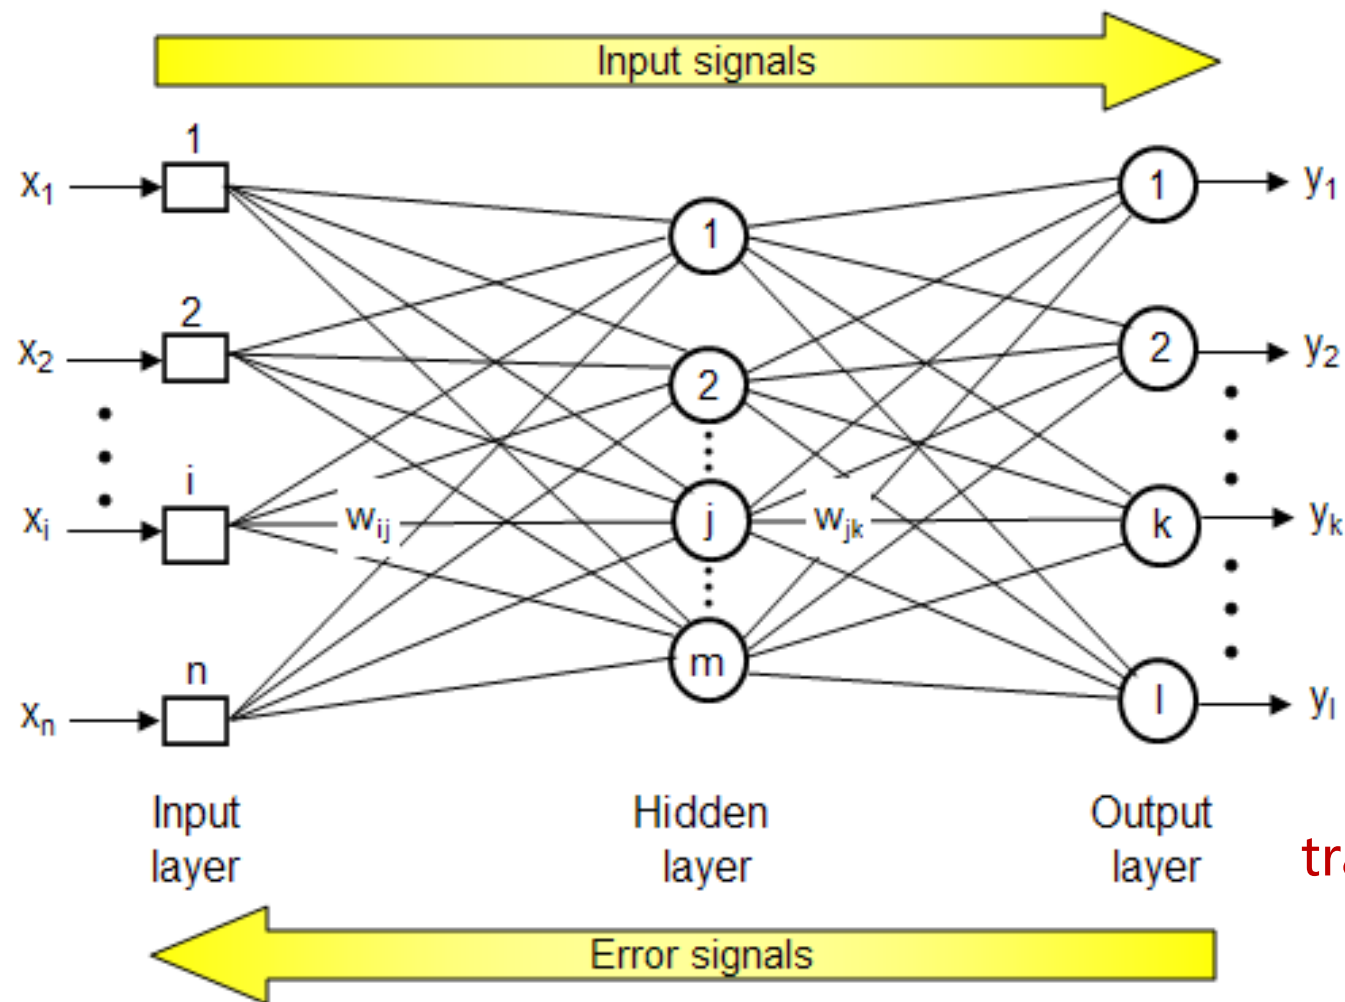 Input signals
1
x1
1
y1
1
2
x2
2
y2
2
i
xi
wij
j
wjk
k
yk
n
xn
m
l
yl
Input layer
Hidden layer
Output layer
Error signals